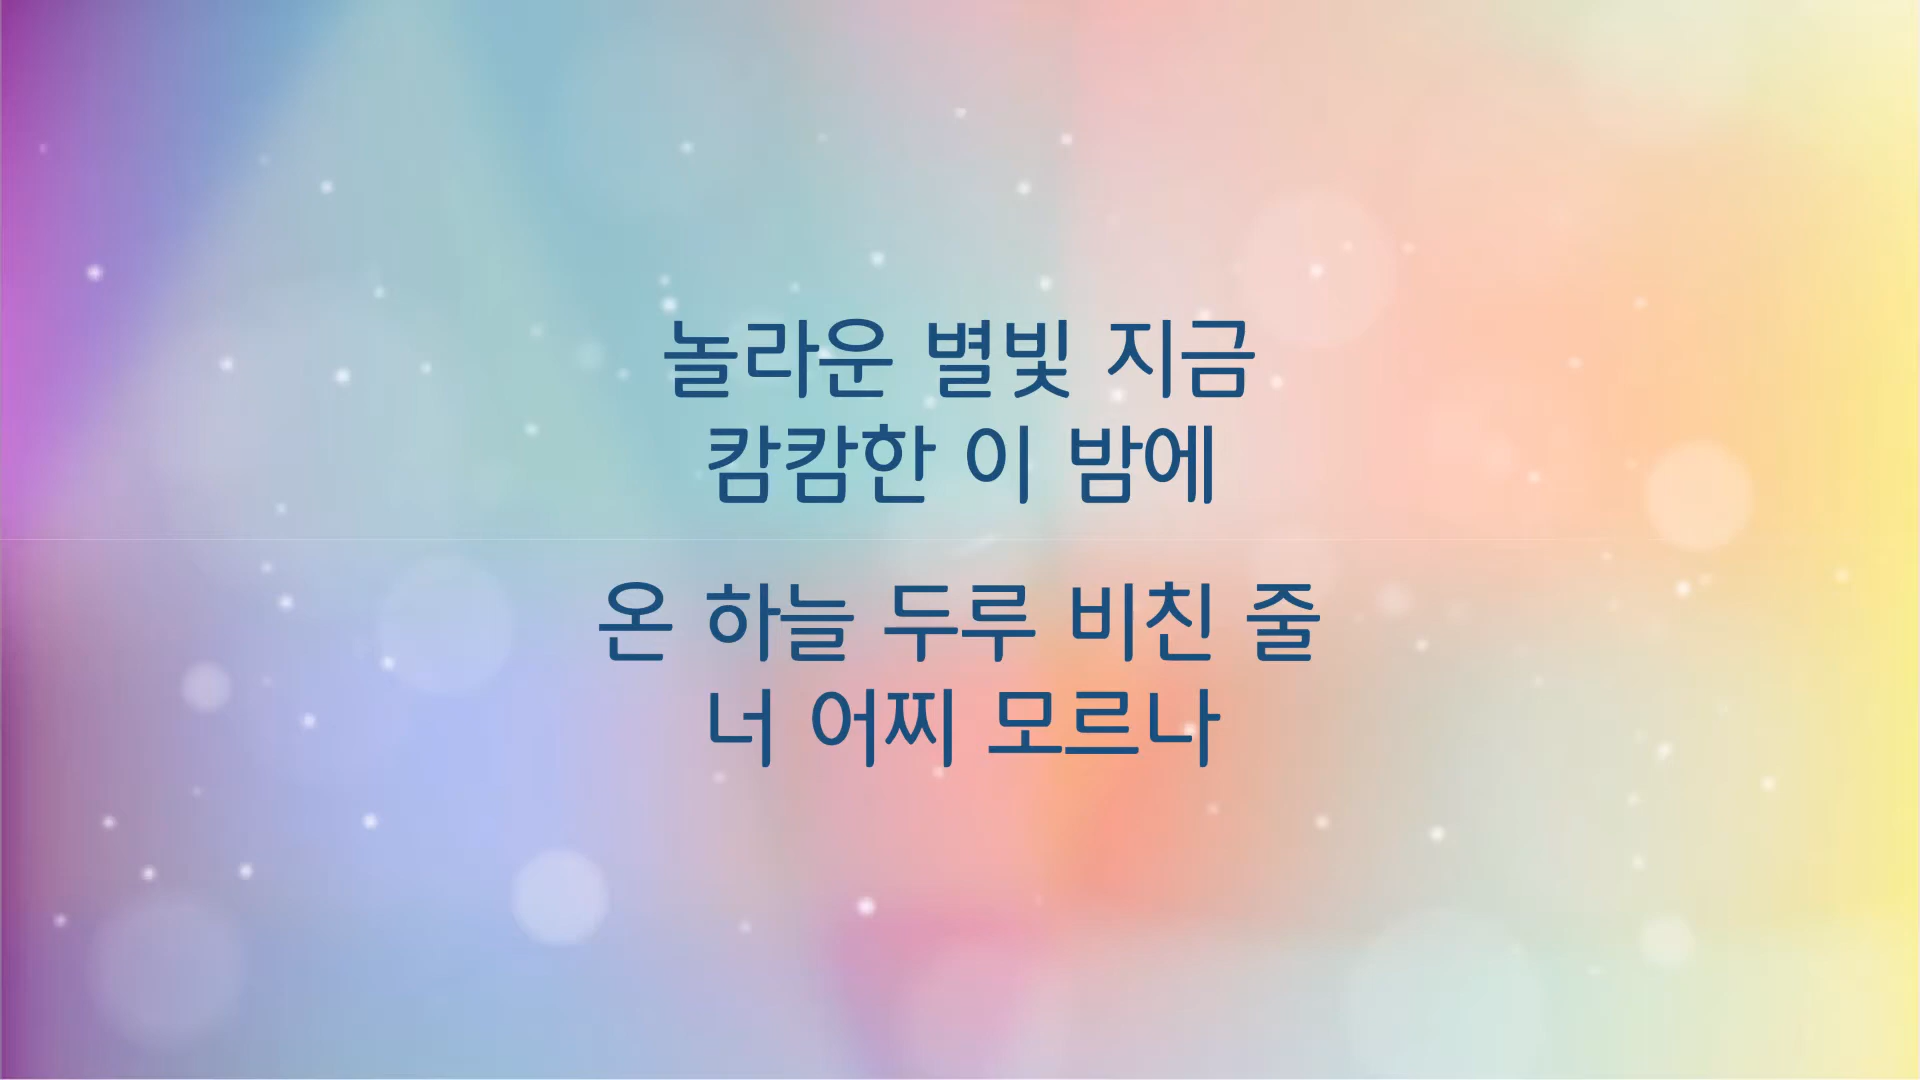 놀라운 별빛 지금
캄캄한 이 밤에
온 하늘 두루 비친 줄
너 어찌 모르나